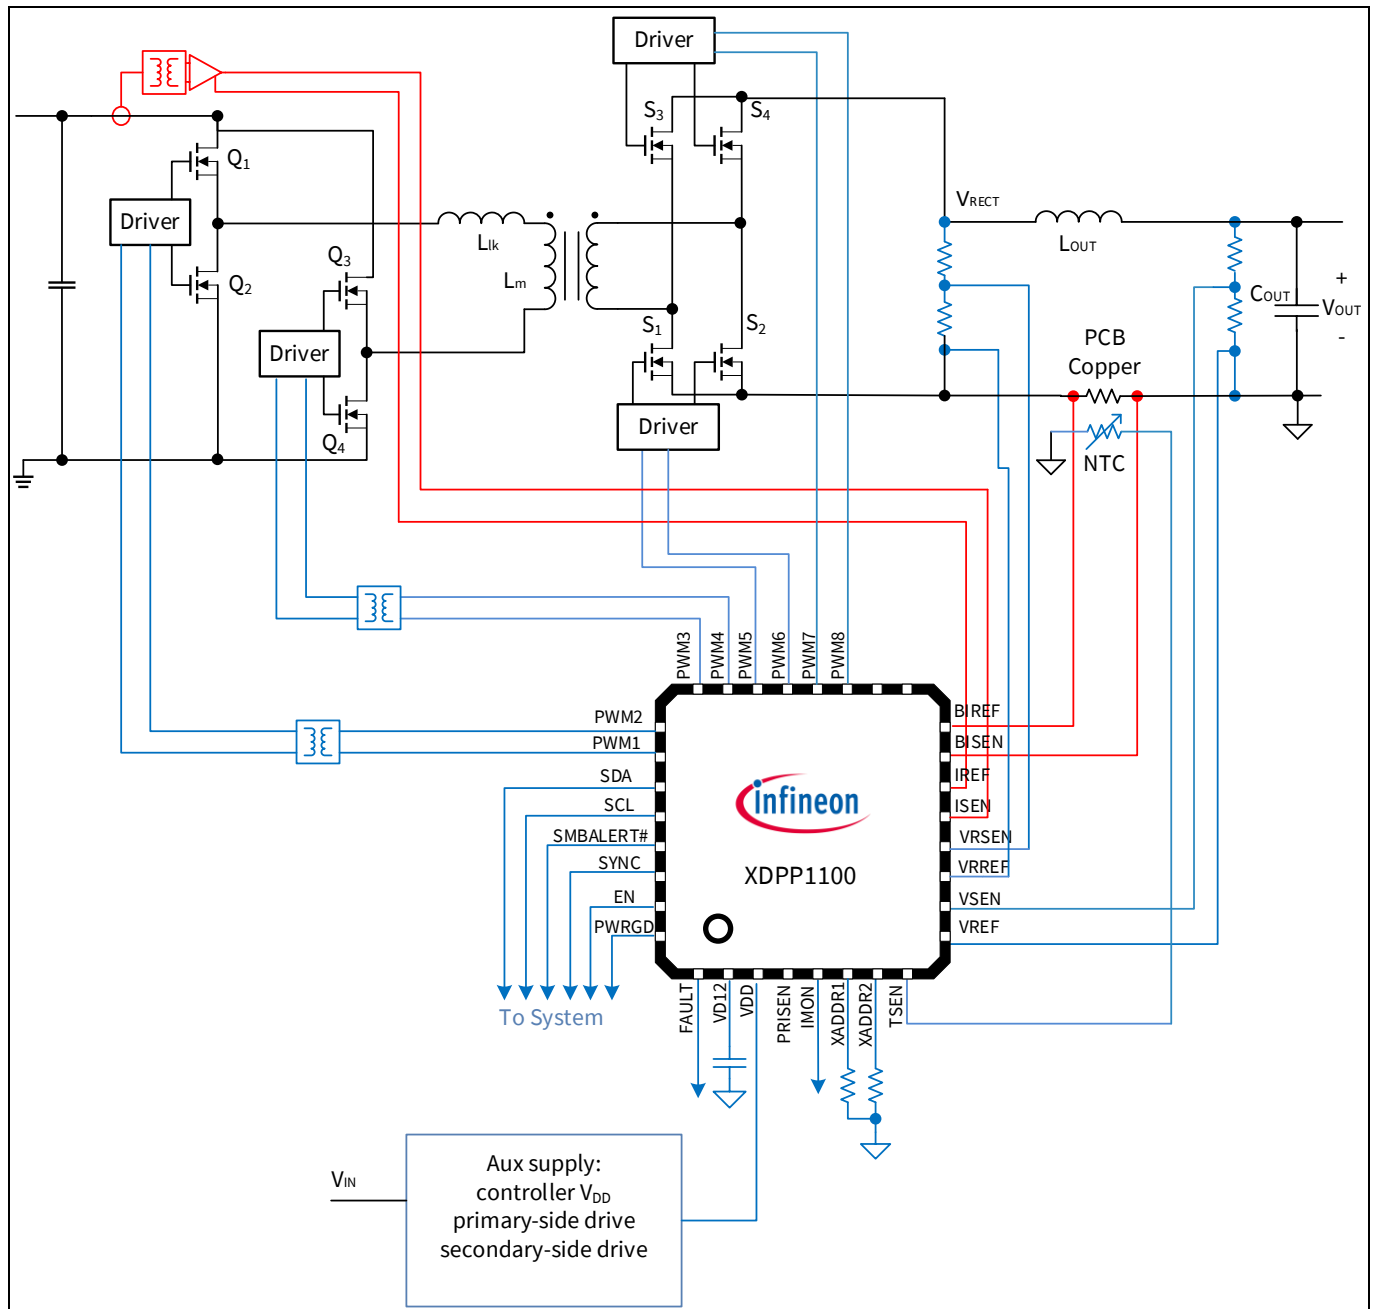 Driver
S3
S4
Q1
Driver
VRECT
Llk
LOUT
Q3
Lm
Q2
COUT
+
VOUT
-
S1
S2
Driver
PCB
Copper
Driver
Q4
NTC
PWM3
PWM4
PWM5
PWM6
PWM7
PWM8
PWM2
PWM1
SDA
SCL
SMBALERT#
SYNC
EN
PWRGD
infineon
XDPP1100
BIREF
BISEN
IREF
ISEN
VRSEN
VRREF
VSEN
VREF
To System
FAULT
VD12
VDD
PRISEN
IMON
XADDR1
XADDR2
TSEN
VIN
Aux supply:
controller VDD
primary-side drive
secondary-side drive